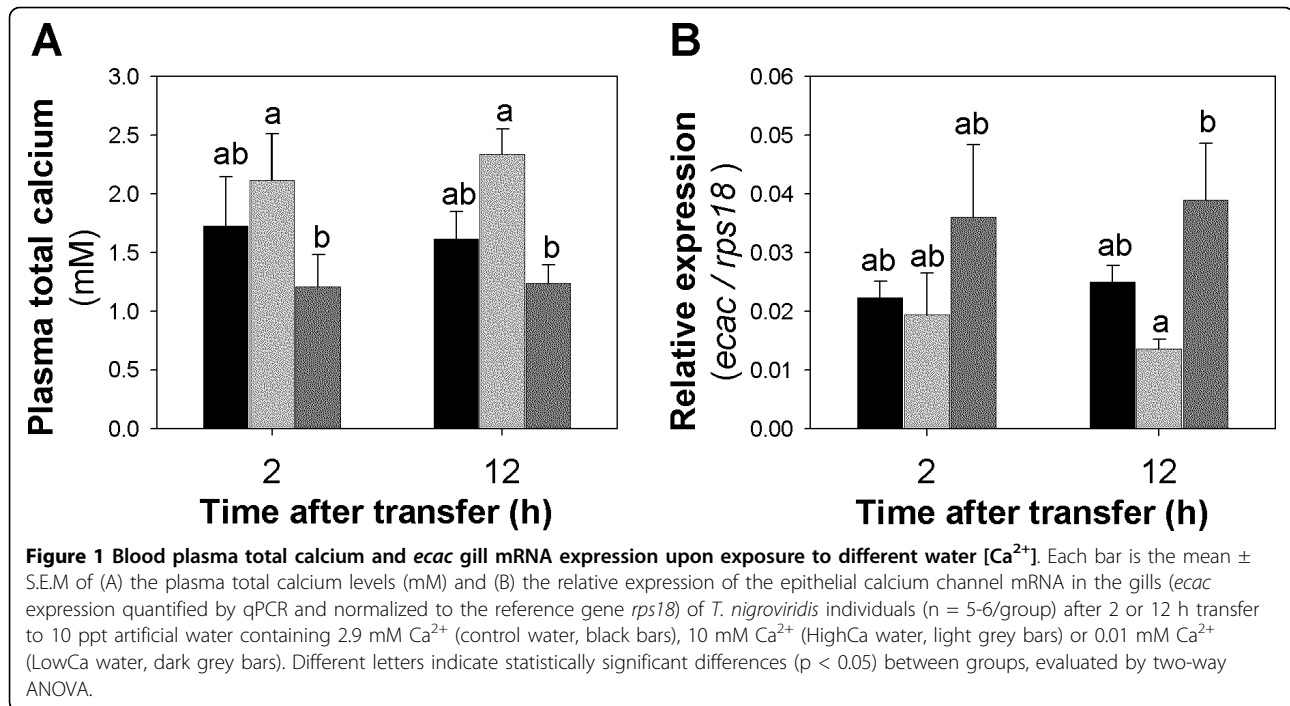 A
Plasma total calcium
(mM)
3.0
2.5
2.0
1.5
1.0
0.5
0.0
ab
a
b
ab
a
b
2
12
Time after transfer (h)
B
Relative expression
(ecac / rps18)
0.06
0.05
0.04
0.03
0.02
0.01
0.00
ab
ab
ab
ab
a
b
2
12
Time after transfer (h)
Figure 1 Blood plasma total calcium and ecac gill mRNA expression upon exposure to different water [Ca²⁺]. Each bar is the mean ±
S.E.M of (A) the plasma total calcium levels (mM) and (B) the relative expression of the epithelial calcium channel mRNA in the gills (ecac
expression quantified by qPCR and normalized to the reference gene rps18) of T. nigroviridis individuals (n = 5-6/group) after 2 or 12 h transfer
to 10 ppt artificial water containing 2.9 mM Ca²⁺ (control water, black bars), 10 mM Ca²⁺ (HighCa water, light grey bars) or 0.01 mM Ca²⁺
(LowCa water, dark grey bars). Different letters indicate statistically significant differences (p < 0.05) between groups, evaluated by two-way
ANOVA.